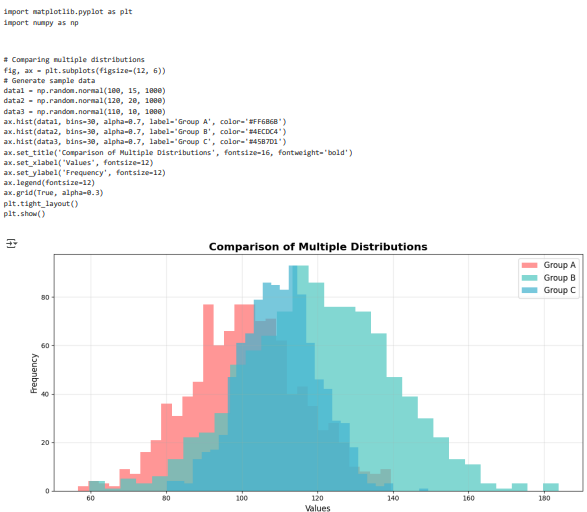 import matplotlib.pyplot as plt
import numpy as np
# Comparing multiple distributions
fig, ax = plt.subplots(figsize=(12, 6))
# Generate sample data
data1 = np.random.normal(100, 15, 1000)
data2 = np.random.normal(120, 20, 1000)
data3 = np.random.normal(110, 10, 1000)
ax.hist(data1, bins=30, alpha=0.7, label='Group A', color='#FF6B6B')
ax.hist(data2, bins=30, alpha=0.7, label='Group B', color='#4ECDC4')
ax.hist(data3, bins=30, alpha=0.7, label='Group C', color='#45B7D1')
ax.set_title('Comparison of Multiple Distributions', fontsize=16, fontweight='bold')
ax.set_xlabel('Values', fontsize=12)
ax.set_ylabel('Frequency', fontsize=12)
ax.legend(fontsize=12)
ax.grid(True, alpha=0.3)
plt.tight_layout()
plt.show()
Comparison of Multiple Distributions
Group A
Group B
Group C
Frequency
80
60
40
20
0
60 80 100 120 140 160 180
Values